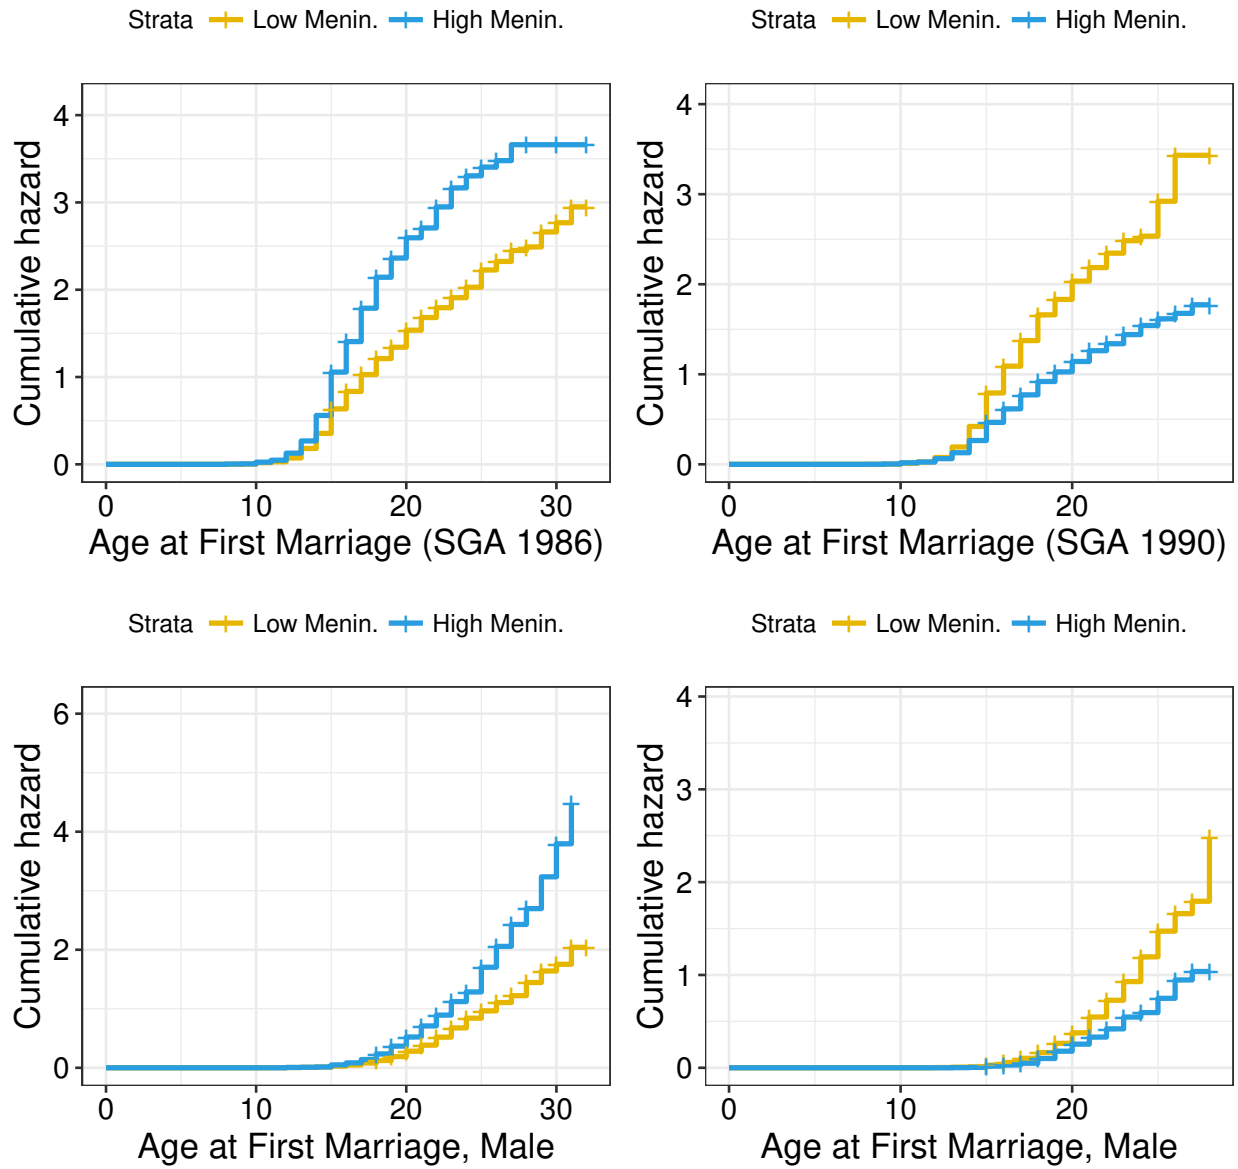 Strata Low Menin. High Menin.
4
3
2
1
0
Cumulative hazard
0 10 20 30
Age at First Marriage (SGA 1986)
Strata Low Menin. High Menin.
4
3
2
1
0
Cumulative hazard
0 10 20
Age at First Marriage (SGA 1990)
Strata Low Menin. High Menin.
6
4
2
0
Cumulative hazard
0 10 20 30
Age at First Marriage, Male
Strata Low Menin. High Menin.
4
3
2
1
0
Cumulative hazard
0 10 20
Age at First Marriage, Male